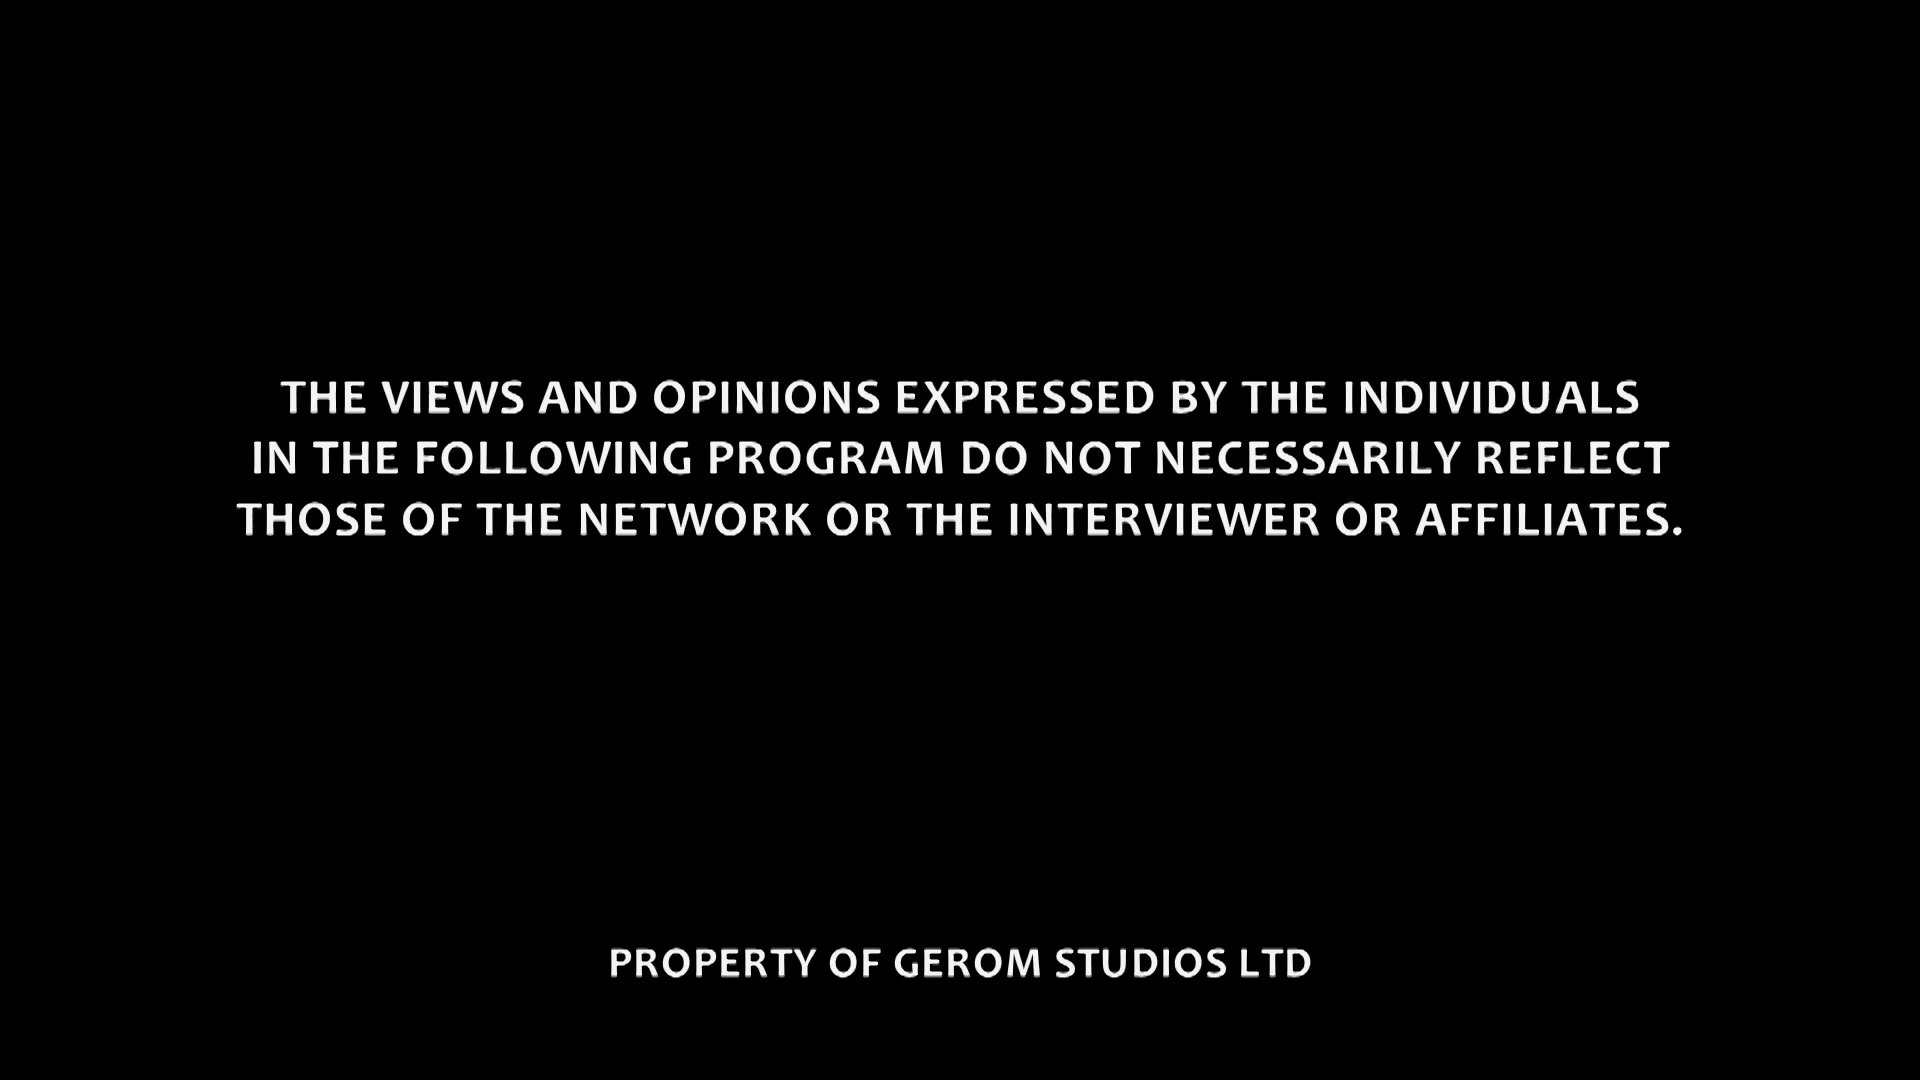 THE VIEWS AND OPINIONS EXPRESSED BY THE INDIVIDUALS
IN THE FOLLOWING PROGRAM DO NOT NECESSARILY REFLECT
THOSE OF THE NETWORK OR THE INTERVIEWER OR AFFILIATES.
PROPERTY OF GEROM STUDIOS LTD